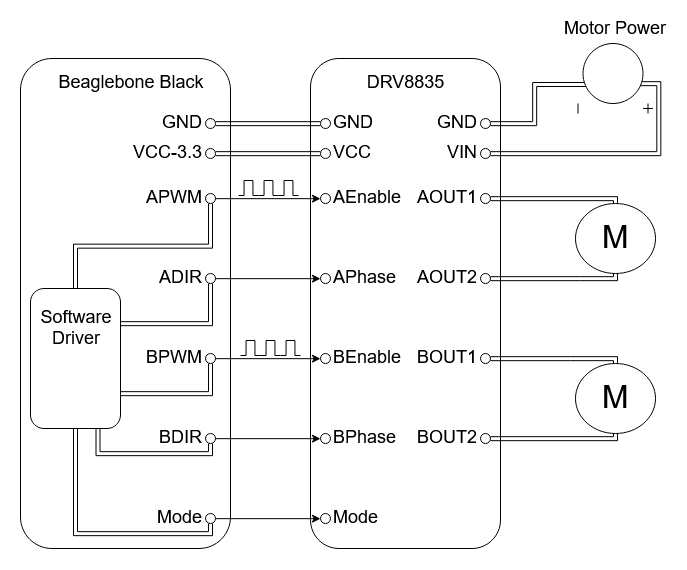 Motor Power
Beaglebone Black
DRV8835
GND
GND
GND
− +
VCC-3.3
VCC
VIN
APWM
AEnable
AOUT1
M
ADIR
APhase
AOUT2
Software
Driver
BPWM
BEnable
BOUT1
M
BDIR
BPhase
BOUT2
Mode
Mode